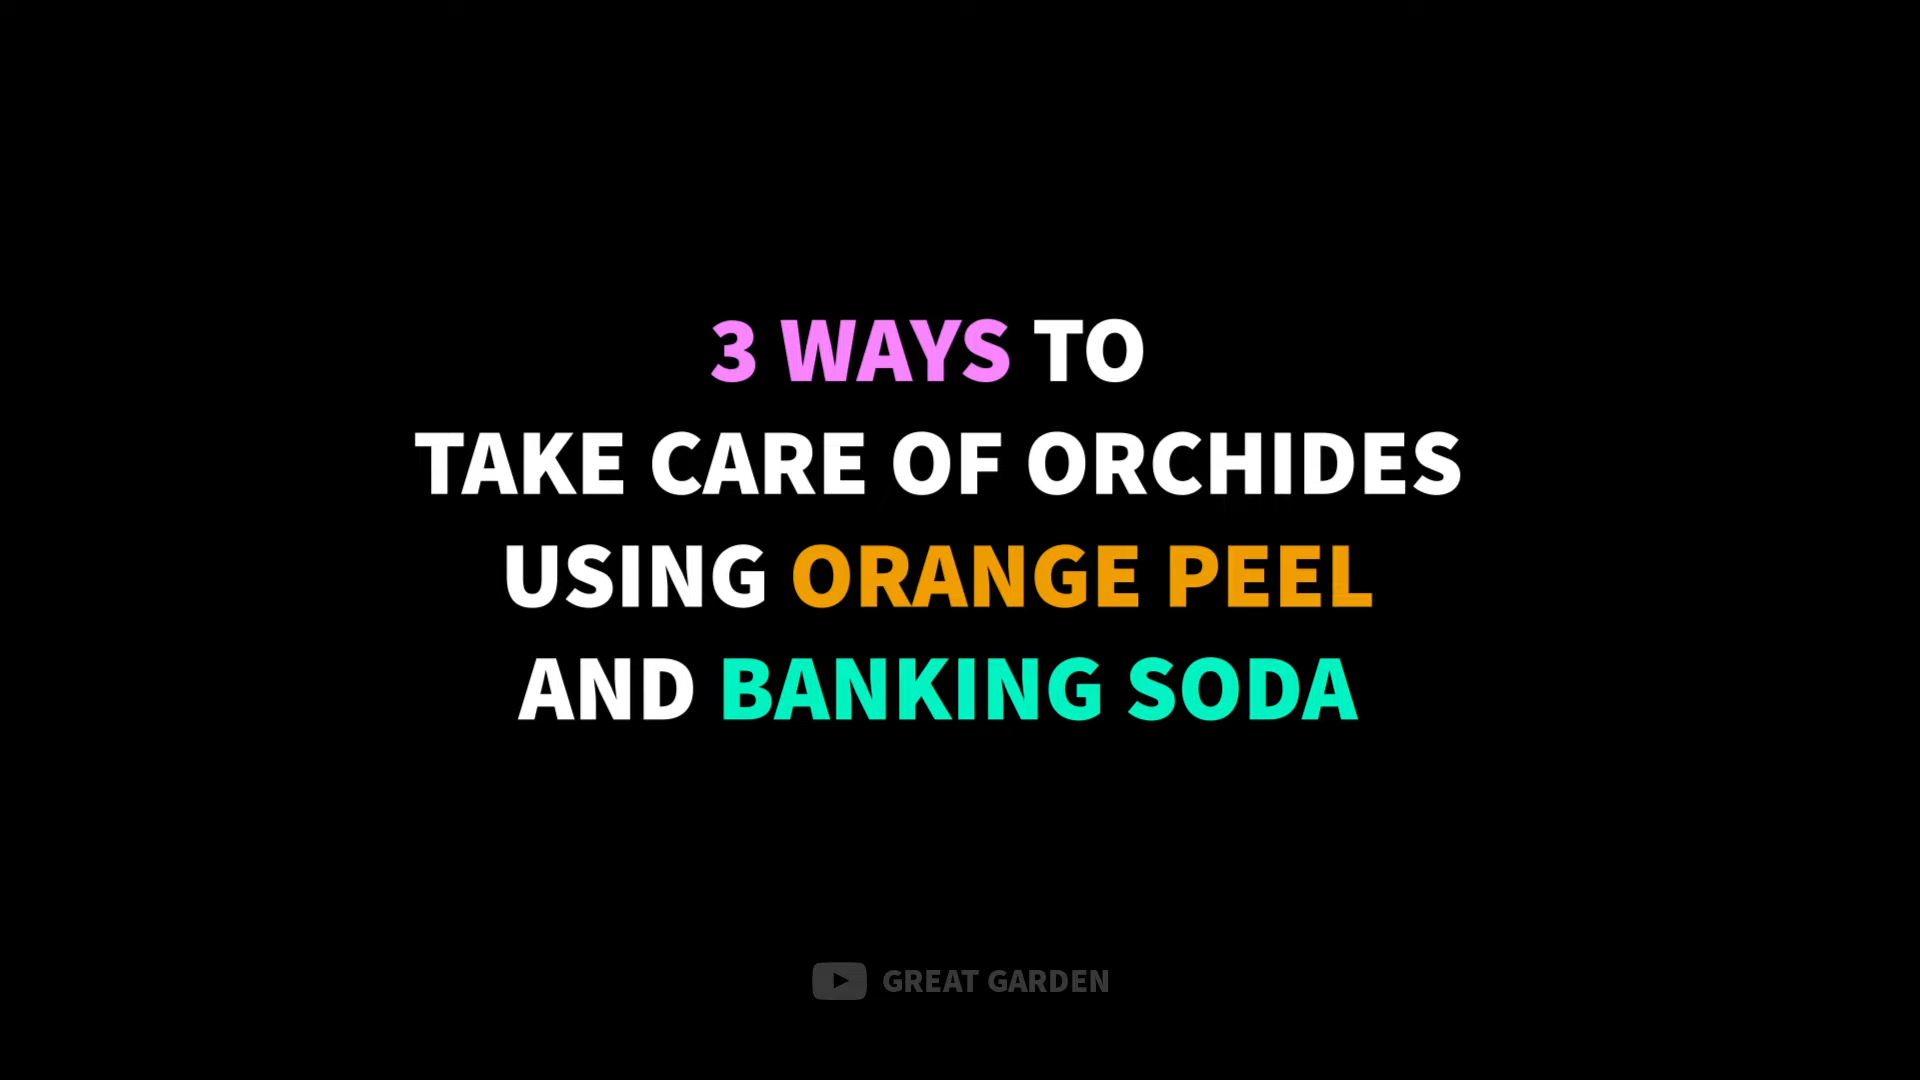 3 WAYS TO
TAKE CARE OF ORCHIDES
USING ORANGE PEEL
AND BANKING SODA
GREAT GARDEN